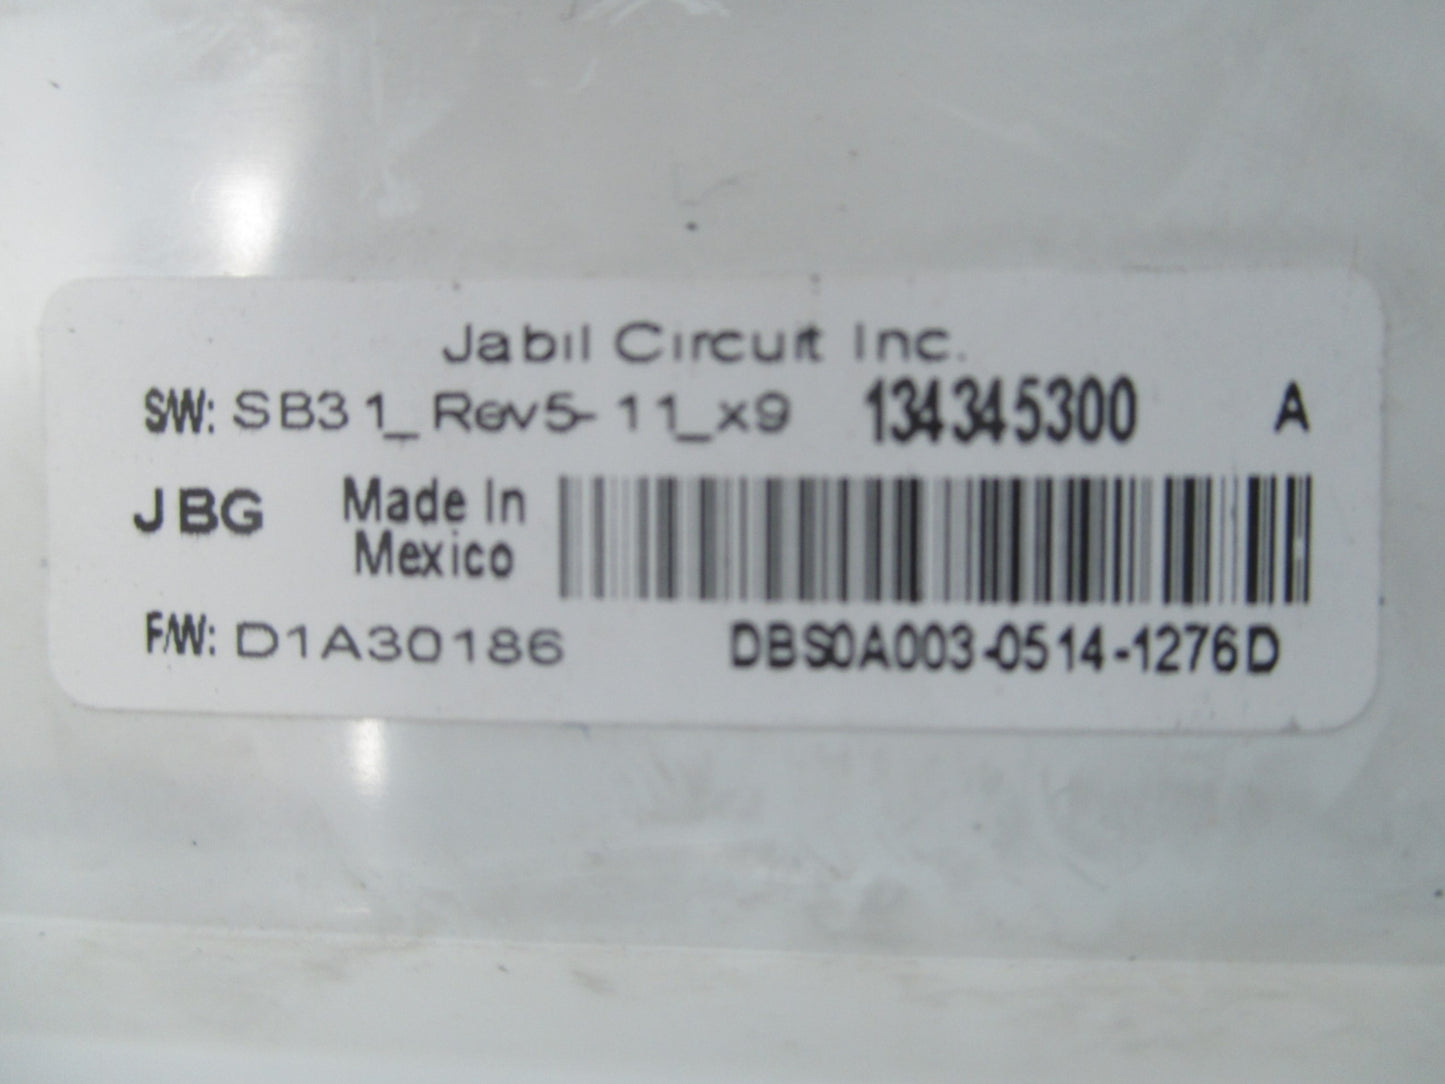 Jabil Circuit Inc.
S/W: SB31_Rev5-11_x9 134345300 A
JBG Made In
Mexico
F/W: D1A30186 DBS0A003-0514-1276D